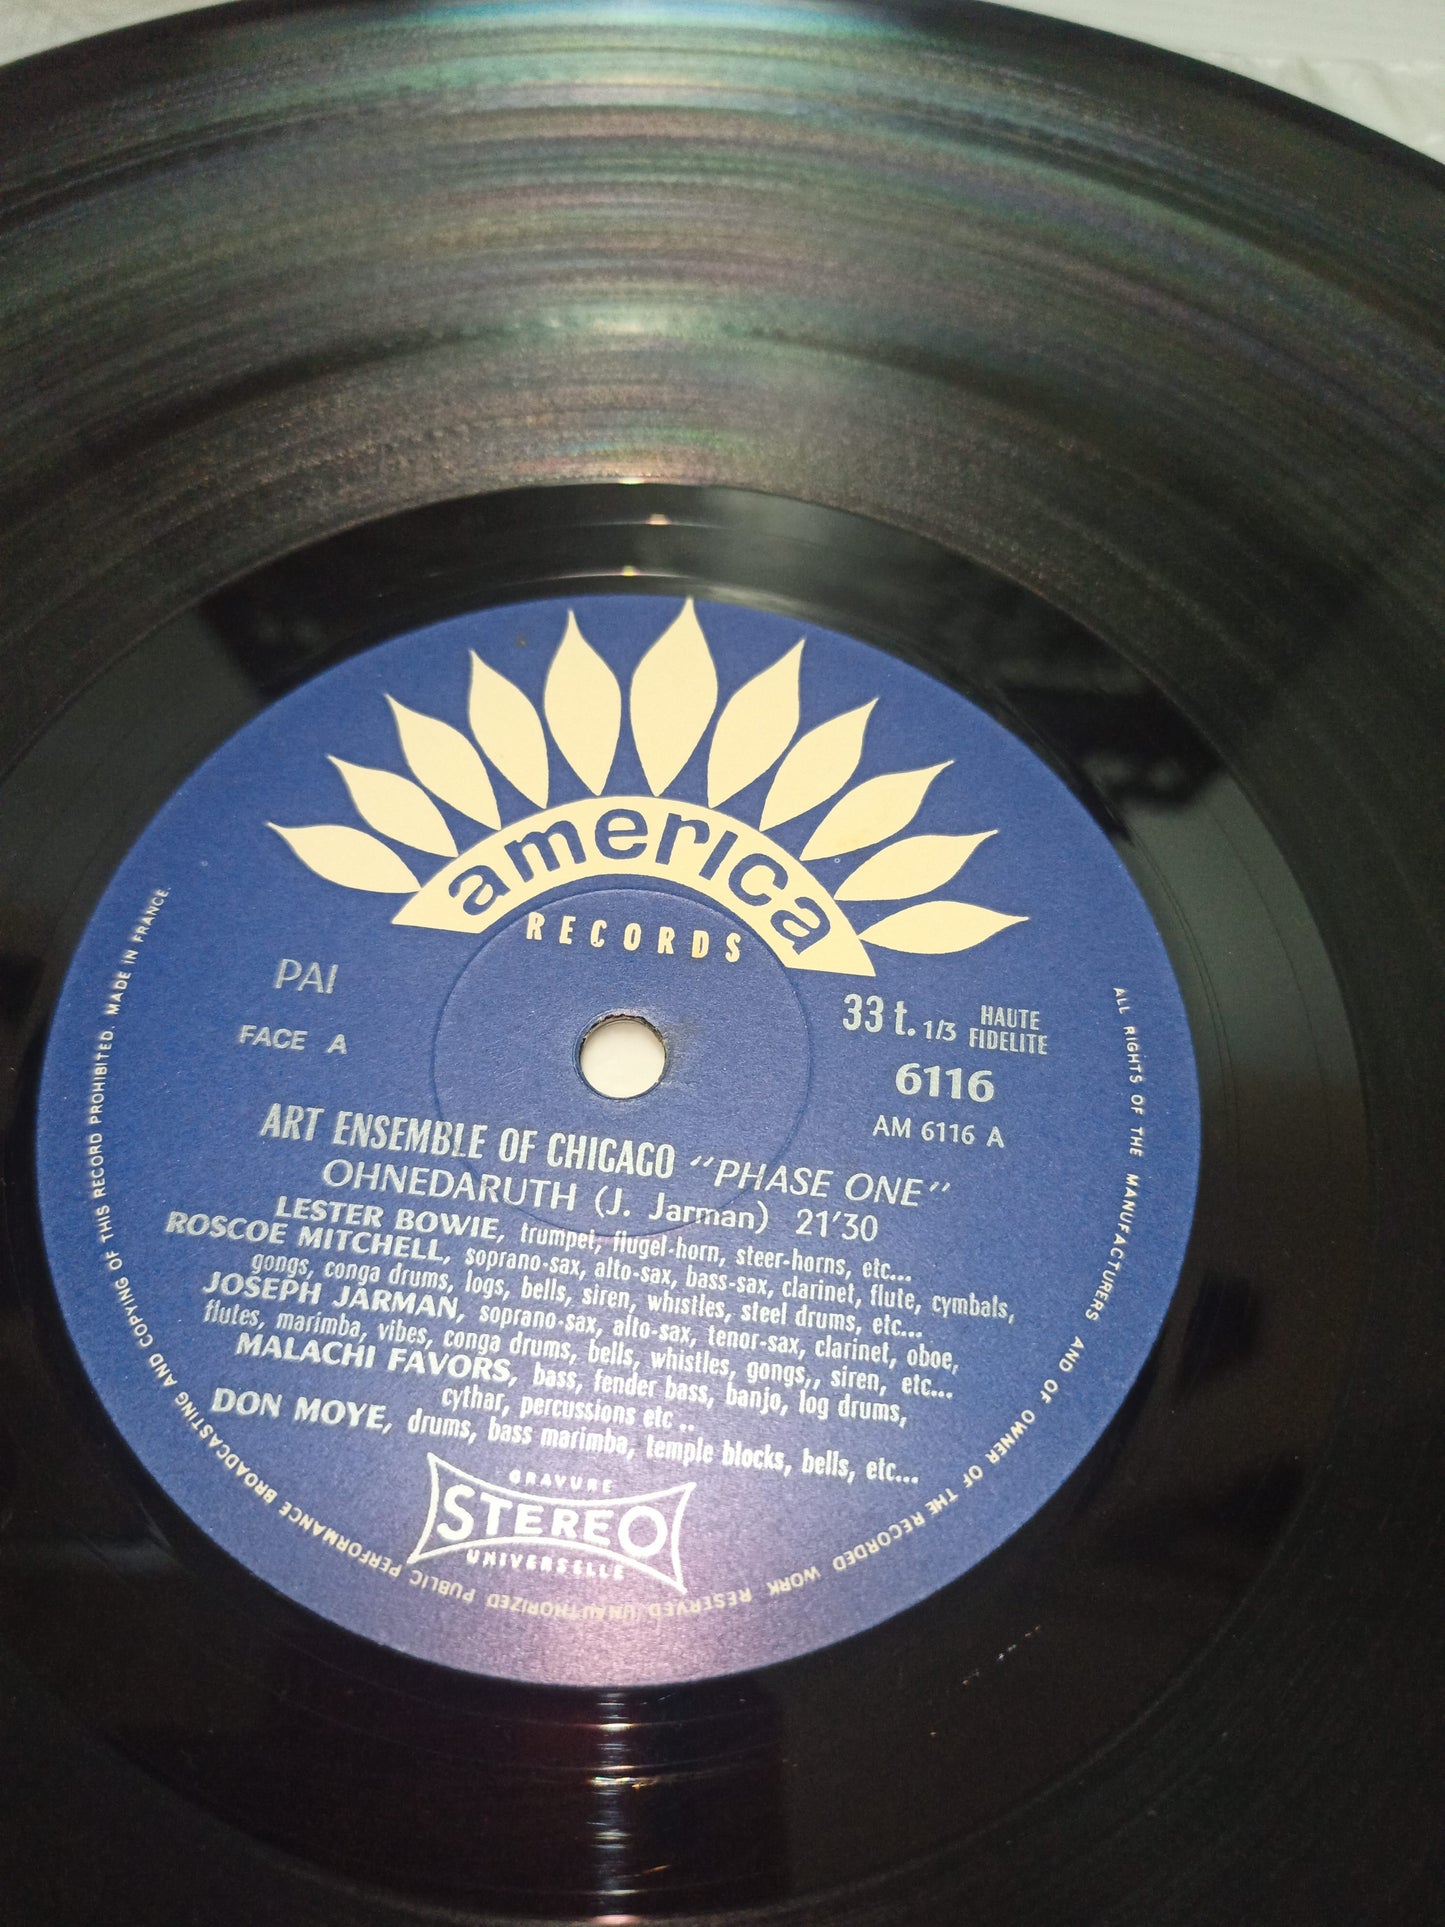 amerIca
RECORDS
PAI
FACE A
33 t. 1/3 HAUTE FIDELITE
6116
AM 6116 A
ART ENSEMBLE OF CHICAGO "PHASE ONE"
OHNEDARUTH (J. Jarman) 21'30
LESTER BOWIE, trumpet, flugel-horn, steer-horns, etc...
ROSCOE MITCHELL, soprano-sax, alto-sax, bass-sax, clarinet, flute, cymbals,
gongs, conga drums, logs, bells, siren, whistles, steel drums, etc...
JOSEPH JARMAN, soprano-sax, alto-sax, tenor-sax, clarinet, oboe,
flutes, marimba, vibes, conga drums, bells, whistles, gongs,, siren, etc...
MALACHI FAVORS, bass, fender bass, banjo, log drums,
cythar, percussions etc ..
DON MOYE, drums, bass marimba, temple blocks, bells, etc...
GRAVURE
STEREO
UNIVERSELLE
ALL RIGHTS OF THE MANUFACTURERS AND OF OWNER OF THE RECORDED WORK RESERVED UNAUTHORIZED PUBLIC PERFORMANCE BROADCASTING AND COPYING OF THIS RECORD PROHIBITED. MADE IN FRANCE.